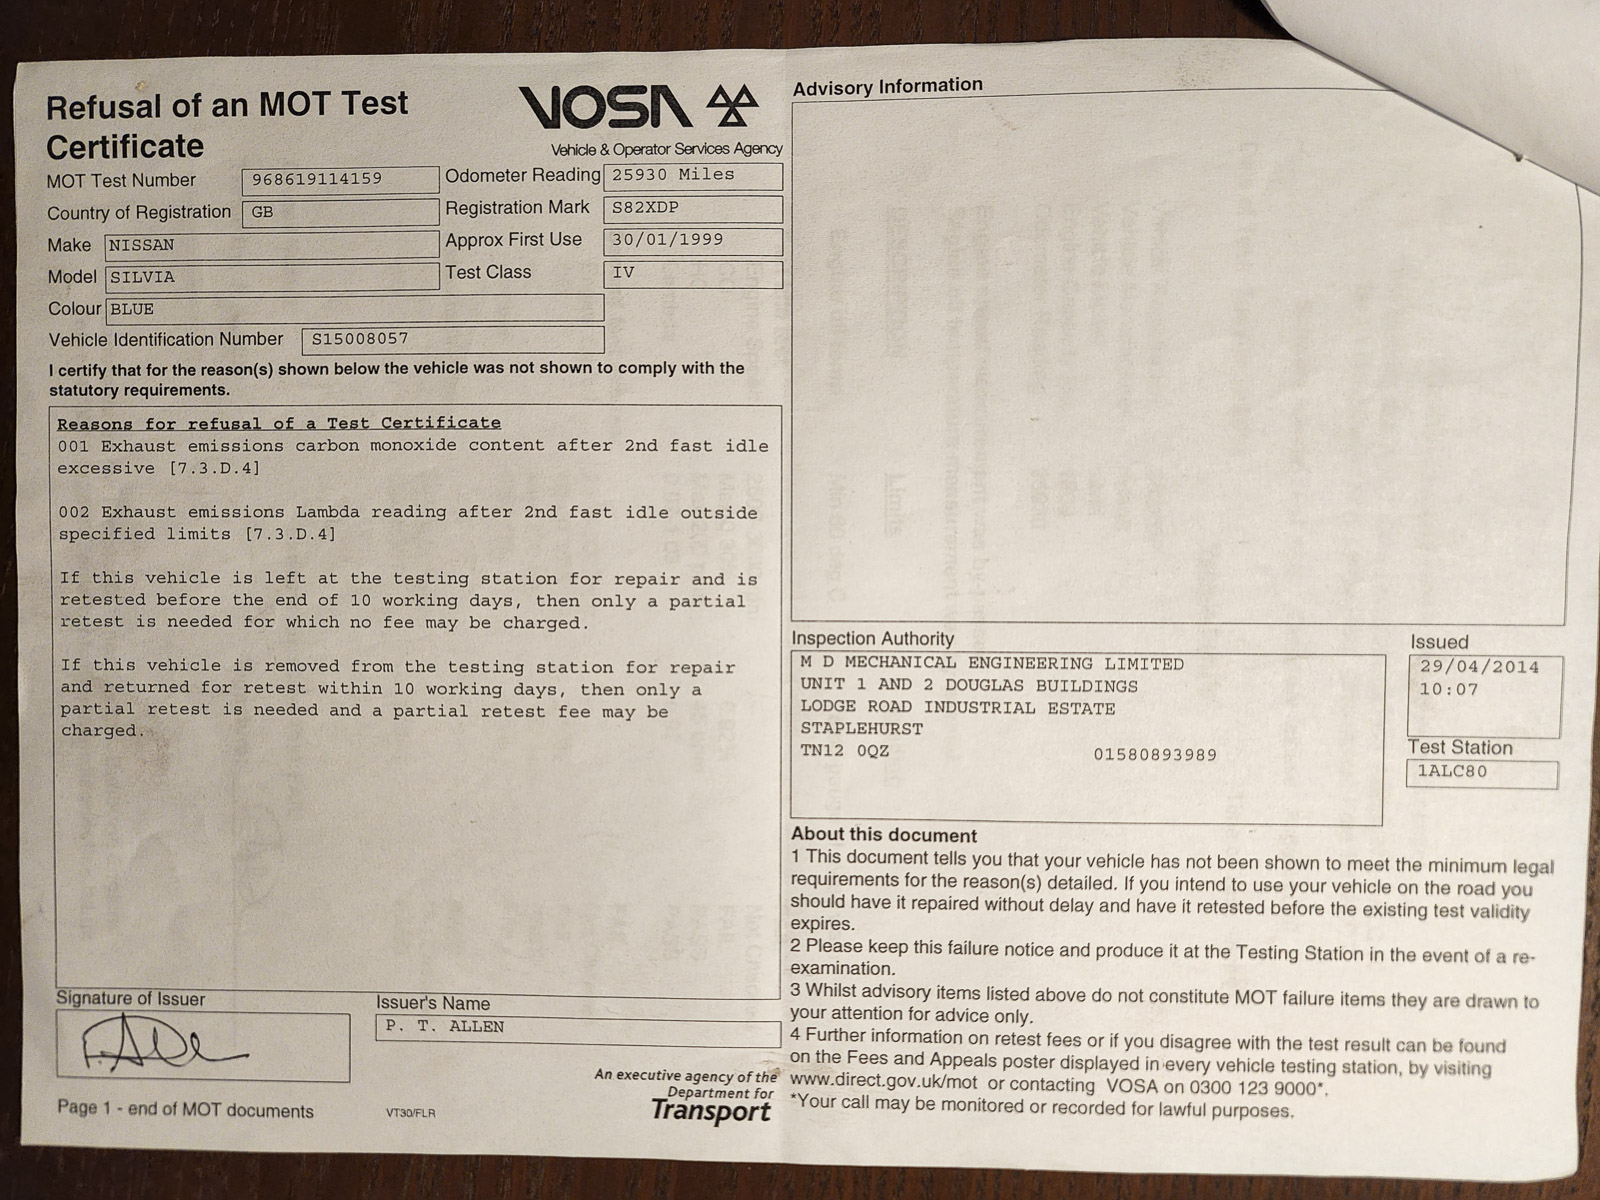 Refusal of an MOT Test
Certificate
VOSA
Vehicle & Operator Services Agency
MOT Test Number 968619114159
Odometer Reading 25930 Miles
Country of Registration GB
Registration Mark S82XDP
Make NISSAN
Approx First Use 30/01/1999
Model SILVIA
Test Class IV
Colour BLUE
Vehicle Identification Number S15008057
I certify that for the reason(s) shown below the vehicle was not shown to comply with the
statutory requirements.
Reasons for refusal of a Test Certificate
001 Exhaust emissions carbon monoxide content after 2nd fast idle
excessive [7.3.D.4]
002 Exhaust emissions Lambda reading after 2nd fast idle outside
specified limits [7.3.D.4]
If this vehicle is left at the testing station for repair and is
retested before the end of 10 working days, then only a partial
retest is needed for which no fee may be charged.
If this vehicle is removed from the testing station for repair
and returned for retest within 10 working days, then only a
partial retest is needed and a partial retest fee may be
charged.
Signature of Issuer
Issuer's Name
P. T. ALLEN
An executive agency of the
Department for
Transport
Page 1 - end of MOT documents
VT30/FLR
Advisory Information
Inspection Authority
M D MECHANICAL ENGINEERING LIMITED
UNIT 1 AND 2 DOUGLAS BUILDINGS
LODGE ROAD INDUSTRIAL ESTATE
STAPLEHURST
TN12 0QZ 01580893989
Issued
29/04/2014
10:07
Test Station
1ALC80
About this document
1 This document tells you that your vehicle has not been shown to meet the minimum legal
requirements for the reason(s) detailed. If you intend to use your vehicle on the road you
should have it repaired without delay and have it retested before the existing test validity
expires.
2 Please keep this failure notice and produce it at the Testing Station in the event of a re-
examination.
3 Whilst advisory items listed above do not constitute MOT failure items they are drawn to
your attention for advice only.
4 Further information on retest fees or if you disagree with the test result can be found
on the Fees and Appeals poster displayed in every vehicle testing station, by visiting
www.direct.gov.uk/mot or contacting VOSA on 0300 123 9000*.
*Your call may be monitored or recorded for lawful purposes.